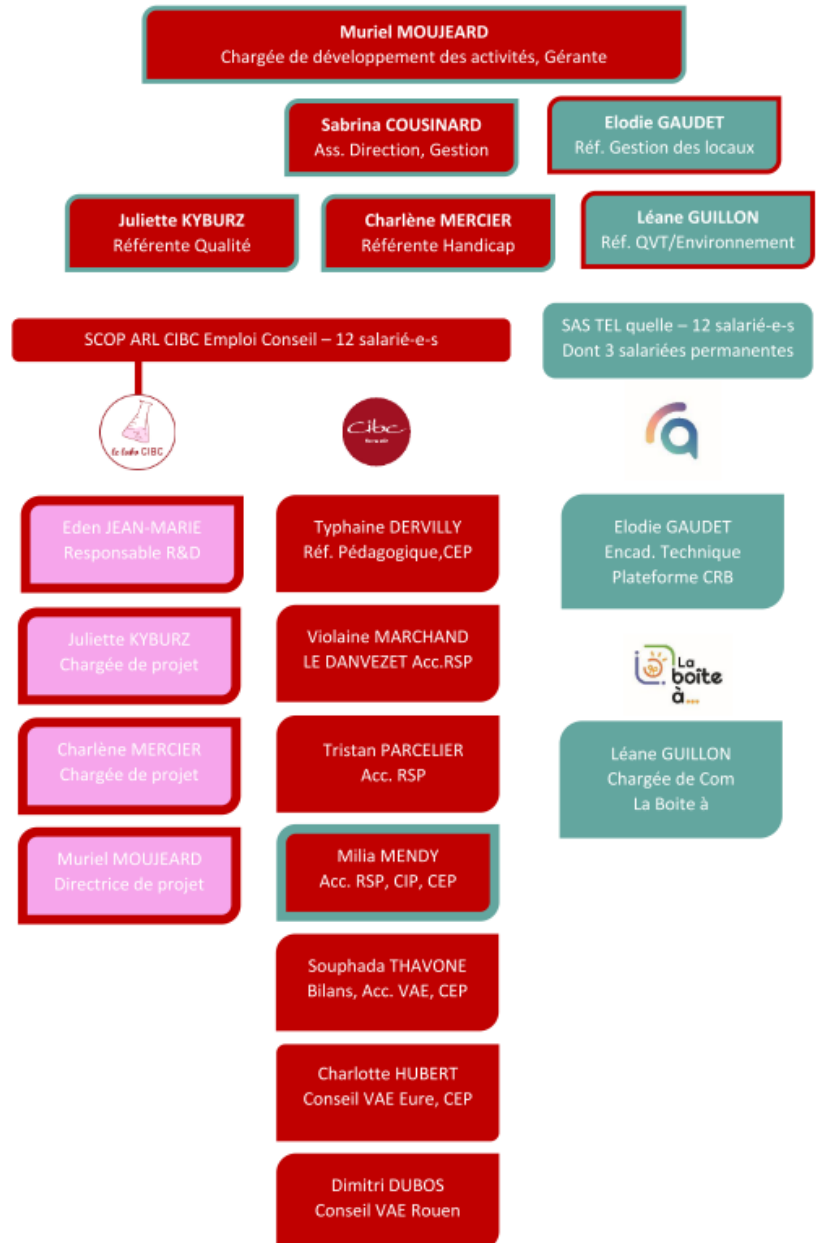 Muriel MOUJEARD
Chargée de développement des activités, Gérante
Sabrina COUSINARD
Ass. Direction, Gestion
Elodie GAUDET
Réf. Gestion des locaux
Juliette KYBURZ
Référente Qualité
Charlène MERCIER
Référente Handicap
Léane GUILLON
Réf. QVT/Environnement
SCOP ARL CIBC Emploi Conseil – 12 salarié-e-s
SAS TEL quelle – 12 salarié-e-s
Dont 3 salariées permanentes
le labo CIBC
Cibc
Eden JEAN-MARIE
Responsable R&D
Juliette KYBURZ
Chargée de projet
Charlène MERCIER
Chargée de projet
Muriel MOUJEARD
Directrice de projet
Typhaine DERVILLY
Réf. Pédagogique,CEP
Violaine MARCHAND
LE DANVEZET Acc.RSP
Tristan PARCELIER
Acc. RSP
Milia MENDY
Acc. RSP, CIP, CEP
Souphada THAVONE
Bilans, Acc. VAE, CEP
Charlotte HUBERT
Conseil VAE Eure, CEP
Dimitri DUBOS
Conseil VAE Rouen
Elodie GAUDET
Encad. Technique
Plateforme CRB
La
boîte
à...
Léane GUILLON
Chargée de Com
La Boite à